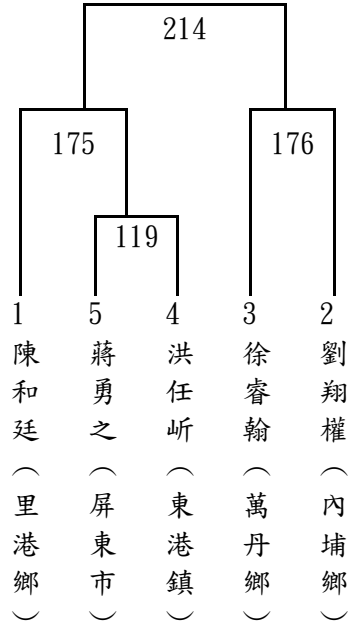 214
175
176
119
1
5
4
3
2
陳和廷（里港鄉）
蔣勇之（屏東市）
洪任岓（東港鎮）
徐睿翰（萬丹鄉）
劉翔權（內埔鄉）